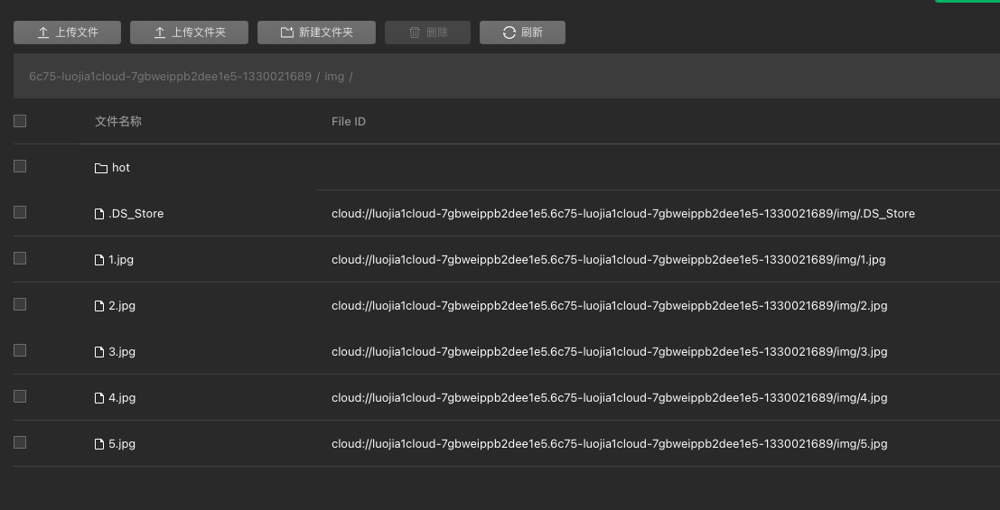 上传文件 上传文件夹 新建文件夹 删除 刷新
6c75-luojia1cloud-7gbweippb2dee1e5-1330021689 / img /
文件名称 File ID
hot
.DS_Store cloud://luojia1cloud-7gbweippb2dee1e5.6c75-luojia1cloud-7gbweippb2dee1e5-1330021689/img/.DS_Store
1.jpg cloud://luojia1cloud-7gbweippb2dee1e5.6c75-luojia1cloud-7gbweippb2dee1e5-1330021689/img/1.jpg
2.jpg cloud://luojia1cloud-7gbweippb2dee1e5.6c75-luojia1cloud-7gbweippb2dee1e5-1330021689/img/2.jpg
3.jpg cloud://luojia1cloud-7gbweippb2dee1e5.6c75-luojia1cloud-7gbweippb2dee1e5-1330021689/img/3.jpg
4.jpg cloud://luojia1cloud-7gbweippb2dee1e5.6c75-luojia1cloud-7gbweippb2dee1e5-1330021689/img/4.jpg
5.jpg cloud://luojia1cloud-7gbweippb2dee1e5.6c75-luojia1cloud-7gbweippb2dee1e5-1330021689/img/5.jpg